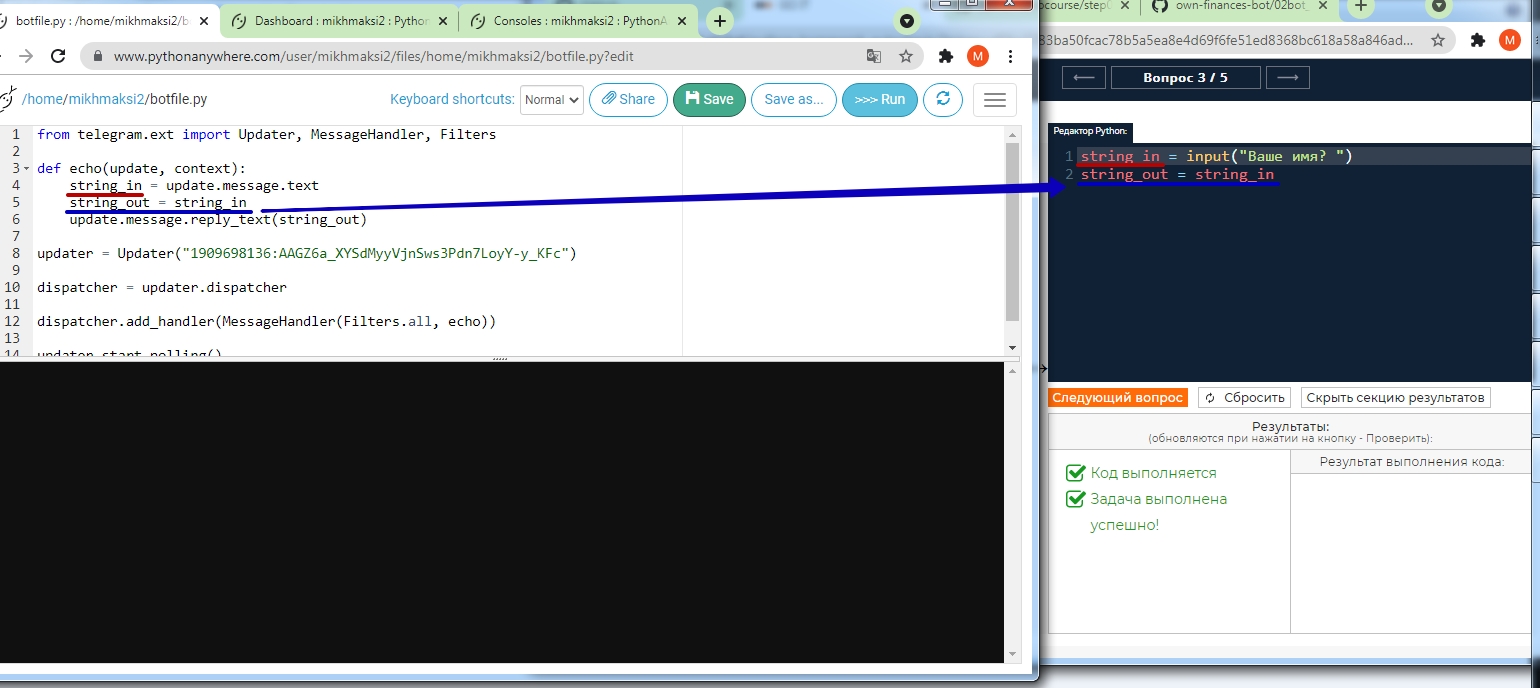 botfile.py : /home/mikhmaksi2/b
Dashboard : mikhmaksi2 : Python
Consoles : mikhmaksi2 : PythonA
www.pythonanywhere.com/user/mikhmaksi2/files/home/mikhmaksi2/botfile.py?edit
M
/home/mikhmaksi2/botfile.py
Keyboard shortcuts:
Normal
Share
Save
Save as...
>>> Run
1 from telegram.ext import Updater, MessageHandler, Filters
2
3 def echo(update, context):
4 string_in = update.message.text
5 string_out = string_in
6 update.message.reply_text(string_out)
7
8 updater = Updater("1909698136:AAGZ6a_XYSdMyyVjnSws3Pdn7LoyY-y_KFc")
9
10 dispatcher = updater.dispatcher
11
12 dispatcher.add_handler(MessageHandler(Filters.all, echo))
13
14 updater.start_polling()
ocourse/step0
own-finances-bot/02bot_
83ba50fcac78b5a5ea8e4d69f6fe51ed8368bc618a58a846ad...
M
Вопрос 3 / 5
Редактор Python:
1 string_in = input("Ваше имя? ")
2 string_out = string_in
Следующий вопрос
Сбросить
Скрыть секцию результатов
Результаты:
(обновляются при нажатии на кнопку - Проверить):
Код выполняется
Задача выполнена
успешно!
Результат выполнения кода: